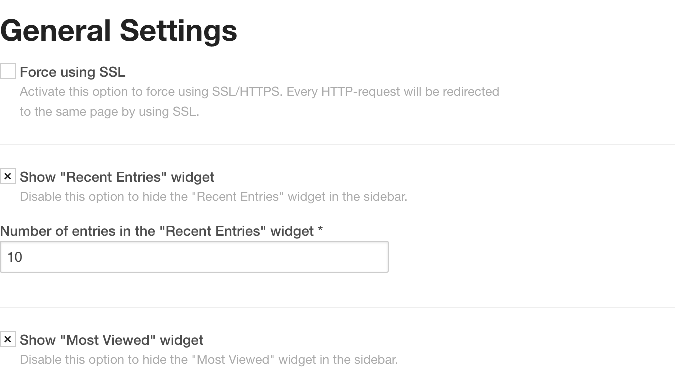 General Settings
Force using SSL
Activate this option to force using SSL/HTTPS. Every HTTP-request will be redirected
to the same page by using SSL.
Show "Recent Entries" widget
Disable this option to hide the "Recent Entries" widget in the sidebar.
Number of entries in the "Recent Entries" widget *
10
Show "Most Viewed" widget
Disable this option to hide the "Most Viewed" widget in the sidebar.